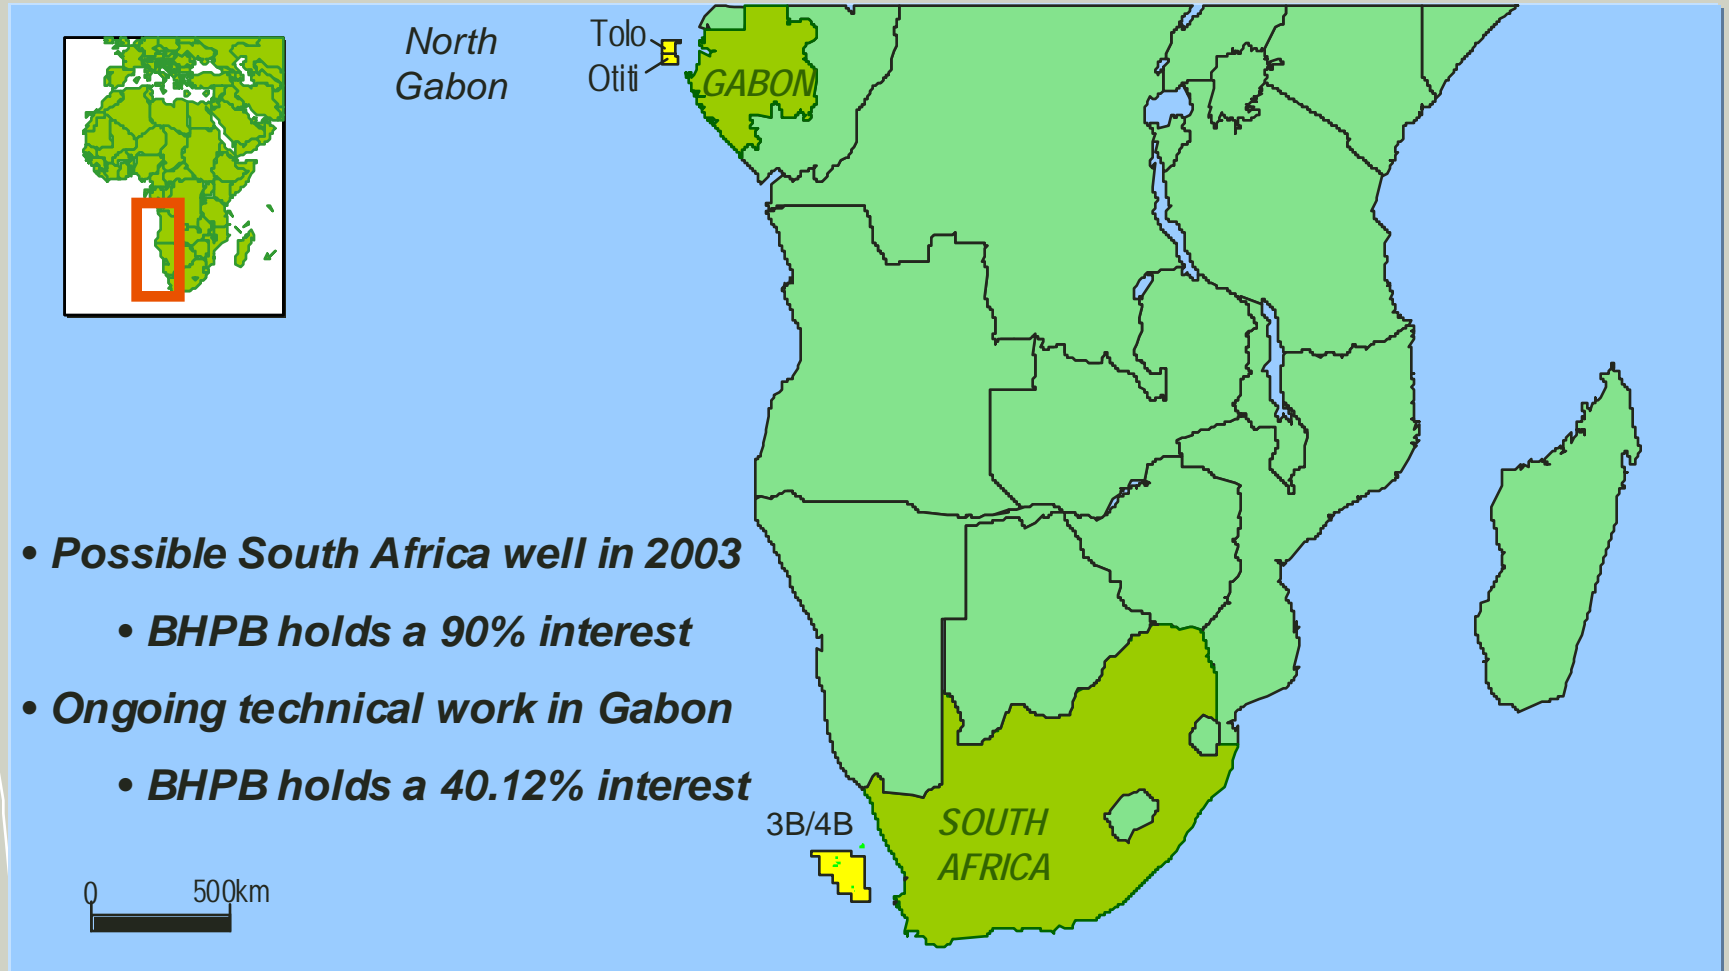 North
Gabon
Tolo
Otiti
GABON
• Possible South Africa well in 2003
• BHPB holds a 90% interest
• Ongoing technical work in Gabon
• BHPB holds a 40.12% interest
3B/4B
SOUTH
AFRICA
0 500km